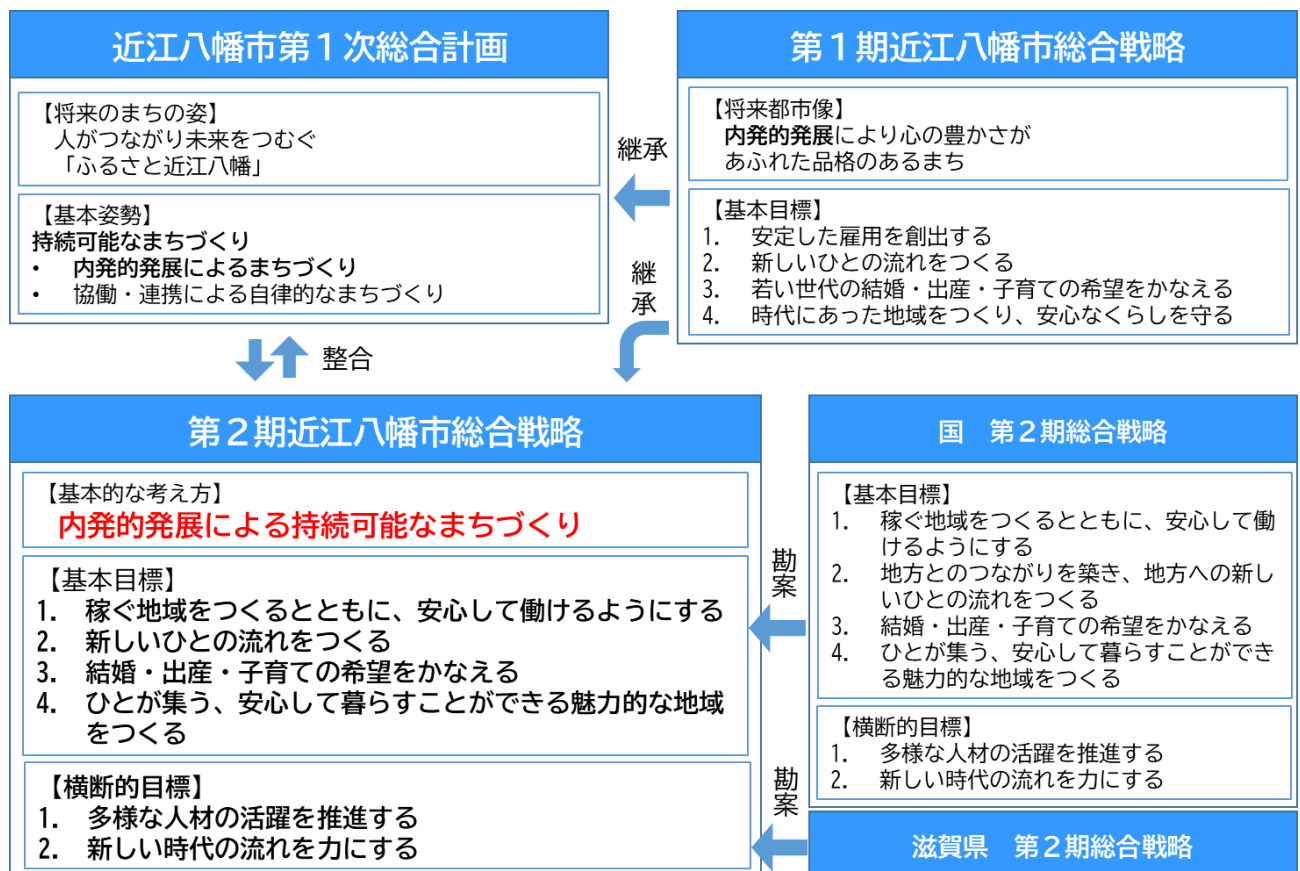 近江八幡市第１次総合計画
【将来のまちの姿】
人がつながり未来をつむぐ
「ふるさと近江八幡」
【基本姿勢】
持続可能なまちづくり
• 内発的発展によるまちづくり
• 協働・連携による自律的なまちづくり
継承
継承
第１期近江八幡市総合戦略
【将来都市像】
内発的発展により心の豊かさが
あふれた品格のあるまち
【基本目標】
1. 安定した雇用を創出する
2. 新しいひとの流れをつくる
3. 若い世代の結婚・出産・子育ての希望をかなえる
4. 時代にあった地域をつくり、安心なくらしを守る
整合
第２期近江八幡市総合戦略
【基本的な考え方】
内発的発展による持続可能なまちづくり
【基本目標】
1. 稼ぐ地域をつくるとともに、安心して働けるようにする
2. 新しいひとの流れをつくる
3. 結婚・出産・子育ての希望をかなえる
4. ひとが集う、安心して暮らすことができる魅力的な地域
をつくる
【横断的目標】
1. 多様な人材の活躍を推進する
2. 新しい時代の流れを力にする
勘案
勘案
国　第２期総合戦略
【基本目標】
1. 稼ぐ地域をつくるとともに、安心して働
けるようにする
2. 地方とのつながりを築き、地方への新し
いひとの流れをつくる
3. 結婚・出産・子育ての希望をかなえる
4. ひとが集う、安心して暮らすことができ
る魅力的な地域をつくる
【横断的目標】
1. 多様な人材の活躍を推進する
2. 新しい時代の流れを力にする
滋賀県　第２期総合戦略